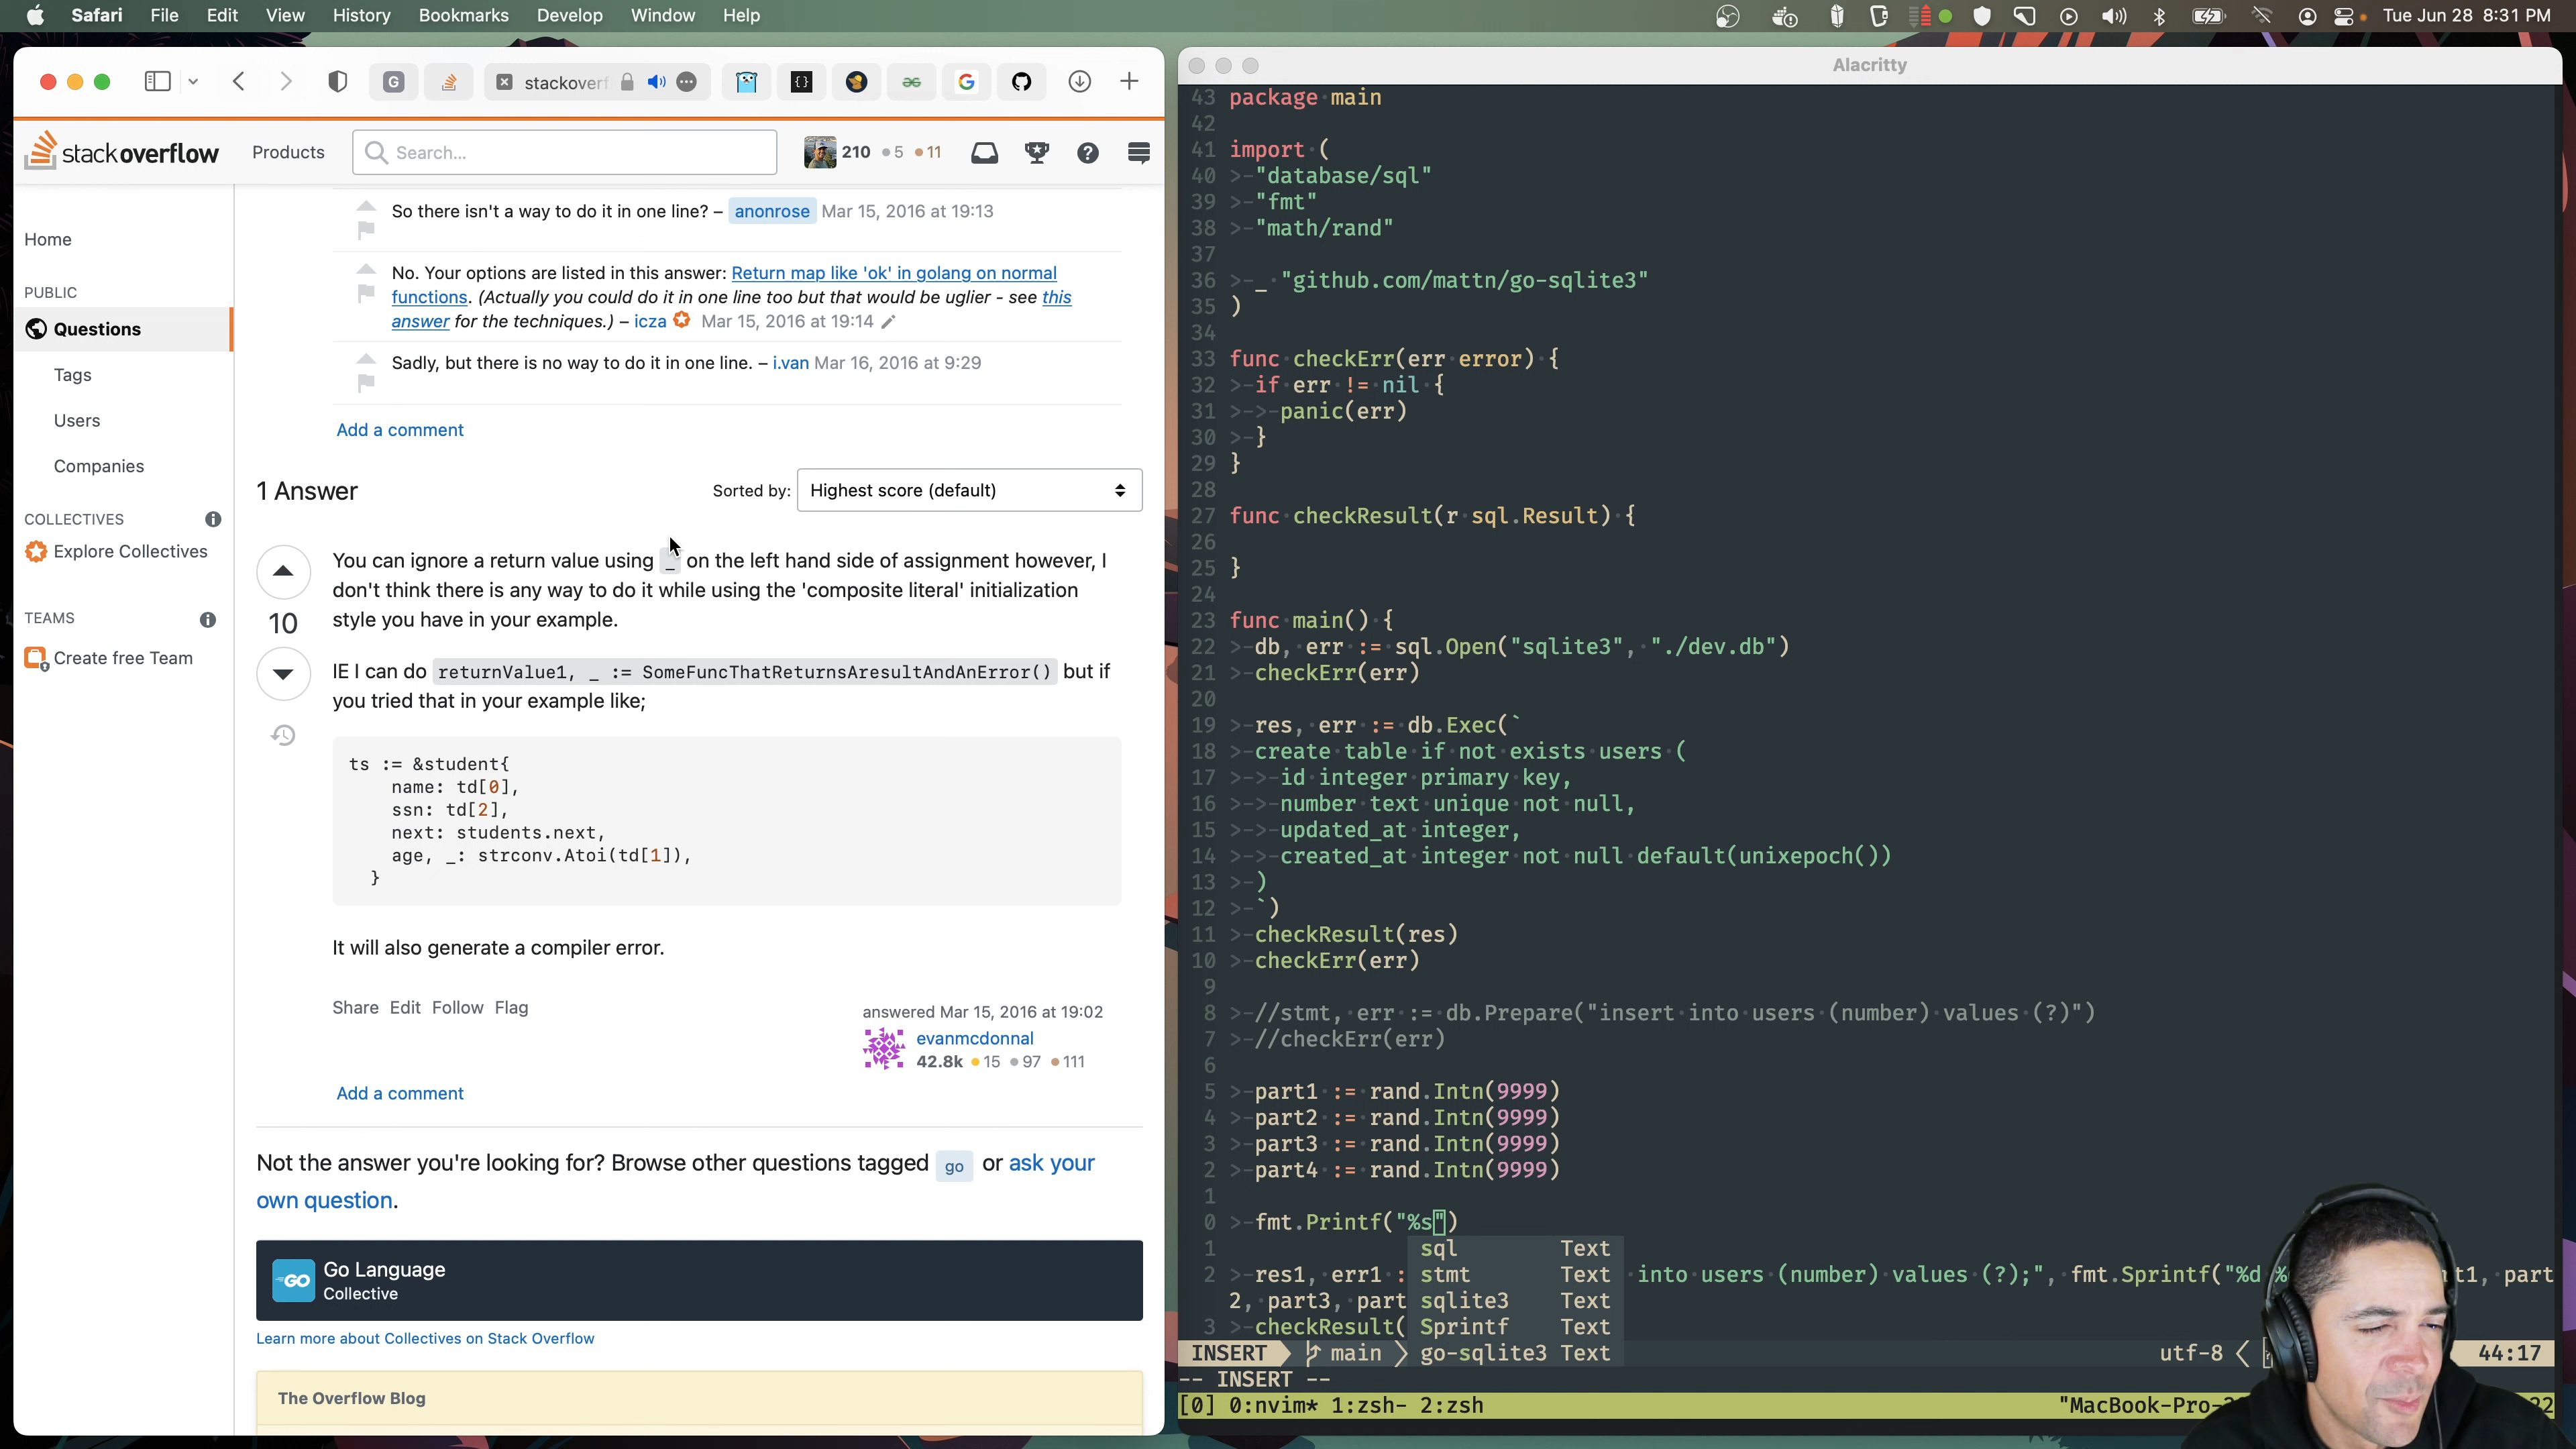 Safari File Edit View History Bookmarks Develop Window Help
Tue Jun 28 8:31 PM
stackoverf
Alacritty
stackoverflow Products Search... 210 5 11
Home
PUBLIC
Questions
Tags
Users
Companies
COLLECTIVES
Explore Collectives
TEAMS
Create free Team
So there isn't a way to do it in one line? – anonrose Mar 15, 2016 at 19:13
No. Your options are listed in this answer: Return map like 'ok' in golang on normal
functions. (Actually you could do it in one line too but that would be uglier - see this
answer for the techniques.) – icza Mar 15, 2016 at 19:14
Sadly, but there is no way to do it in one line. – i.van Mar 16, 2016 at 9:29
Add a comment
1 Answer
Sorted by: Highest score (default)
You can ignore a return value using _ on the left hand side of assignment however, I
don't think there is any way to do it while using the 'composite literal' initialization
style you have in your example.
10
IE I can do returnValue1, _ := SomeFuncThatReturnsAresultAndAnError() but if
you tried that in your example like;
ts := &student{
name: td[0],
ssn: td[2],
next: students.next,
age, _: strconv.Atoi(td[1]),
}
It will also generate a compiler error.
Share Edit Follow Flag
answered Mar 15, 2016 at 19:02
evanmcdonnal
42.8k 15 97 111
Add a comment
Not the answer you're looking for? Browse other questions tagged go or ask your
own question.
GO Go Language
Collective
Learn more about Collectives on Stack Overflow
The Overflow Blog
43 package main
42
41 import (
40 >-"database/sql"
39 >-"fmt"
38 >-"math/rand"
37
36 >-_ "github.com/mattn/go-sqlite3"
35 )
34
33 func checkErr(err error) {
32 >-if err != nil {
31 >->-panic(err)
30 >-}
29 }
28
27 func checkResult(r sql.Result) {
26
25 }
24
23 func main() {
22 >-db, err := sql.Open("sqlite3", "./dev.db")
21 >-checkErr(err)
20
19 >-res, err := db.Exec(`
18 >-create table if not exists users (
17 >->-id integer primary key,
16 >->-number text unique not null,
15 >->-updated_at integer,
14 >->-created_at integer not null default(unixepoch())
13 >-)
12 >-`)
11 >-checkResult(res)
10 >-checkErr(err)
9
8 >-//stmt, err := db.Prepare("insert into users (number) values (?)")
7 >-//checkErr(err)
6
5 >-part1 := rand.Intn(9999)
4 >-part2 := rand.Intn(9999)
3 >-part3 := rand.Intn(9999)
2 >-part4 := rand.Intn(9999)
1
0 >-fmt.Printf("%s")
1 sql Text
2 >-res1, err1 : stmt Text into users (number) values (?);", fmt.Sprintf("%d t1, part
2, part3, part sqlite3 Text
3 >-checkResult( Sprintf Text
INSERT main go-sqlite3 Text utf-8 44:17
-- INSERT --
[0] 0:nvim* 1:zsh- 2:zsh "MacBook-Pro-